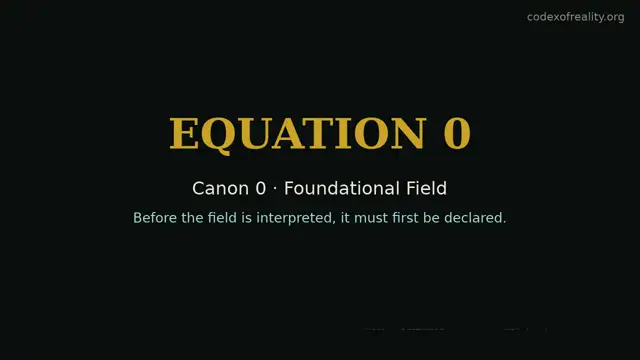 codexofreality.org
EQUATION 0
Canon 0 · Foundational Field
Before the field is interpreted, it must first be declared.